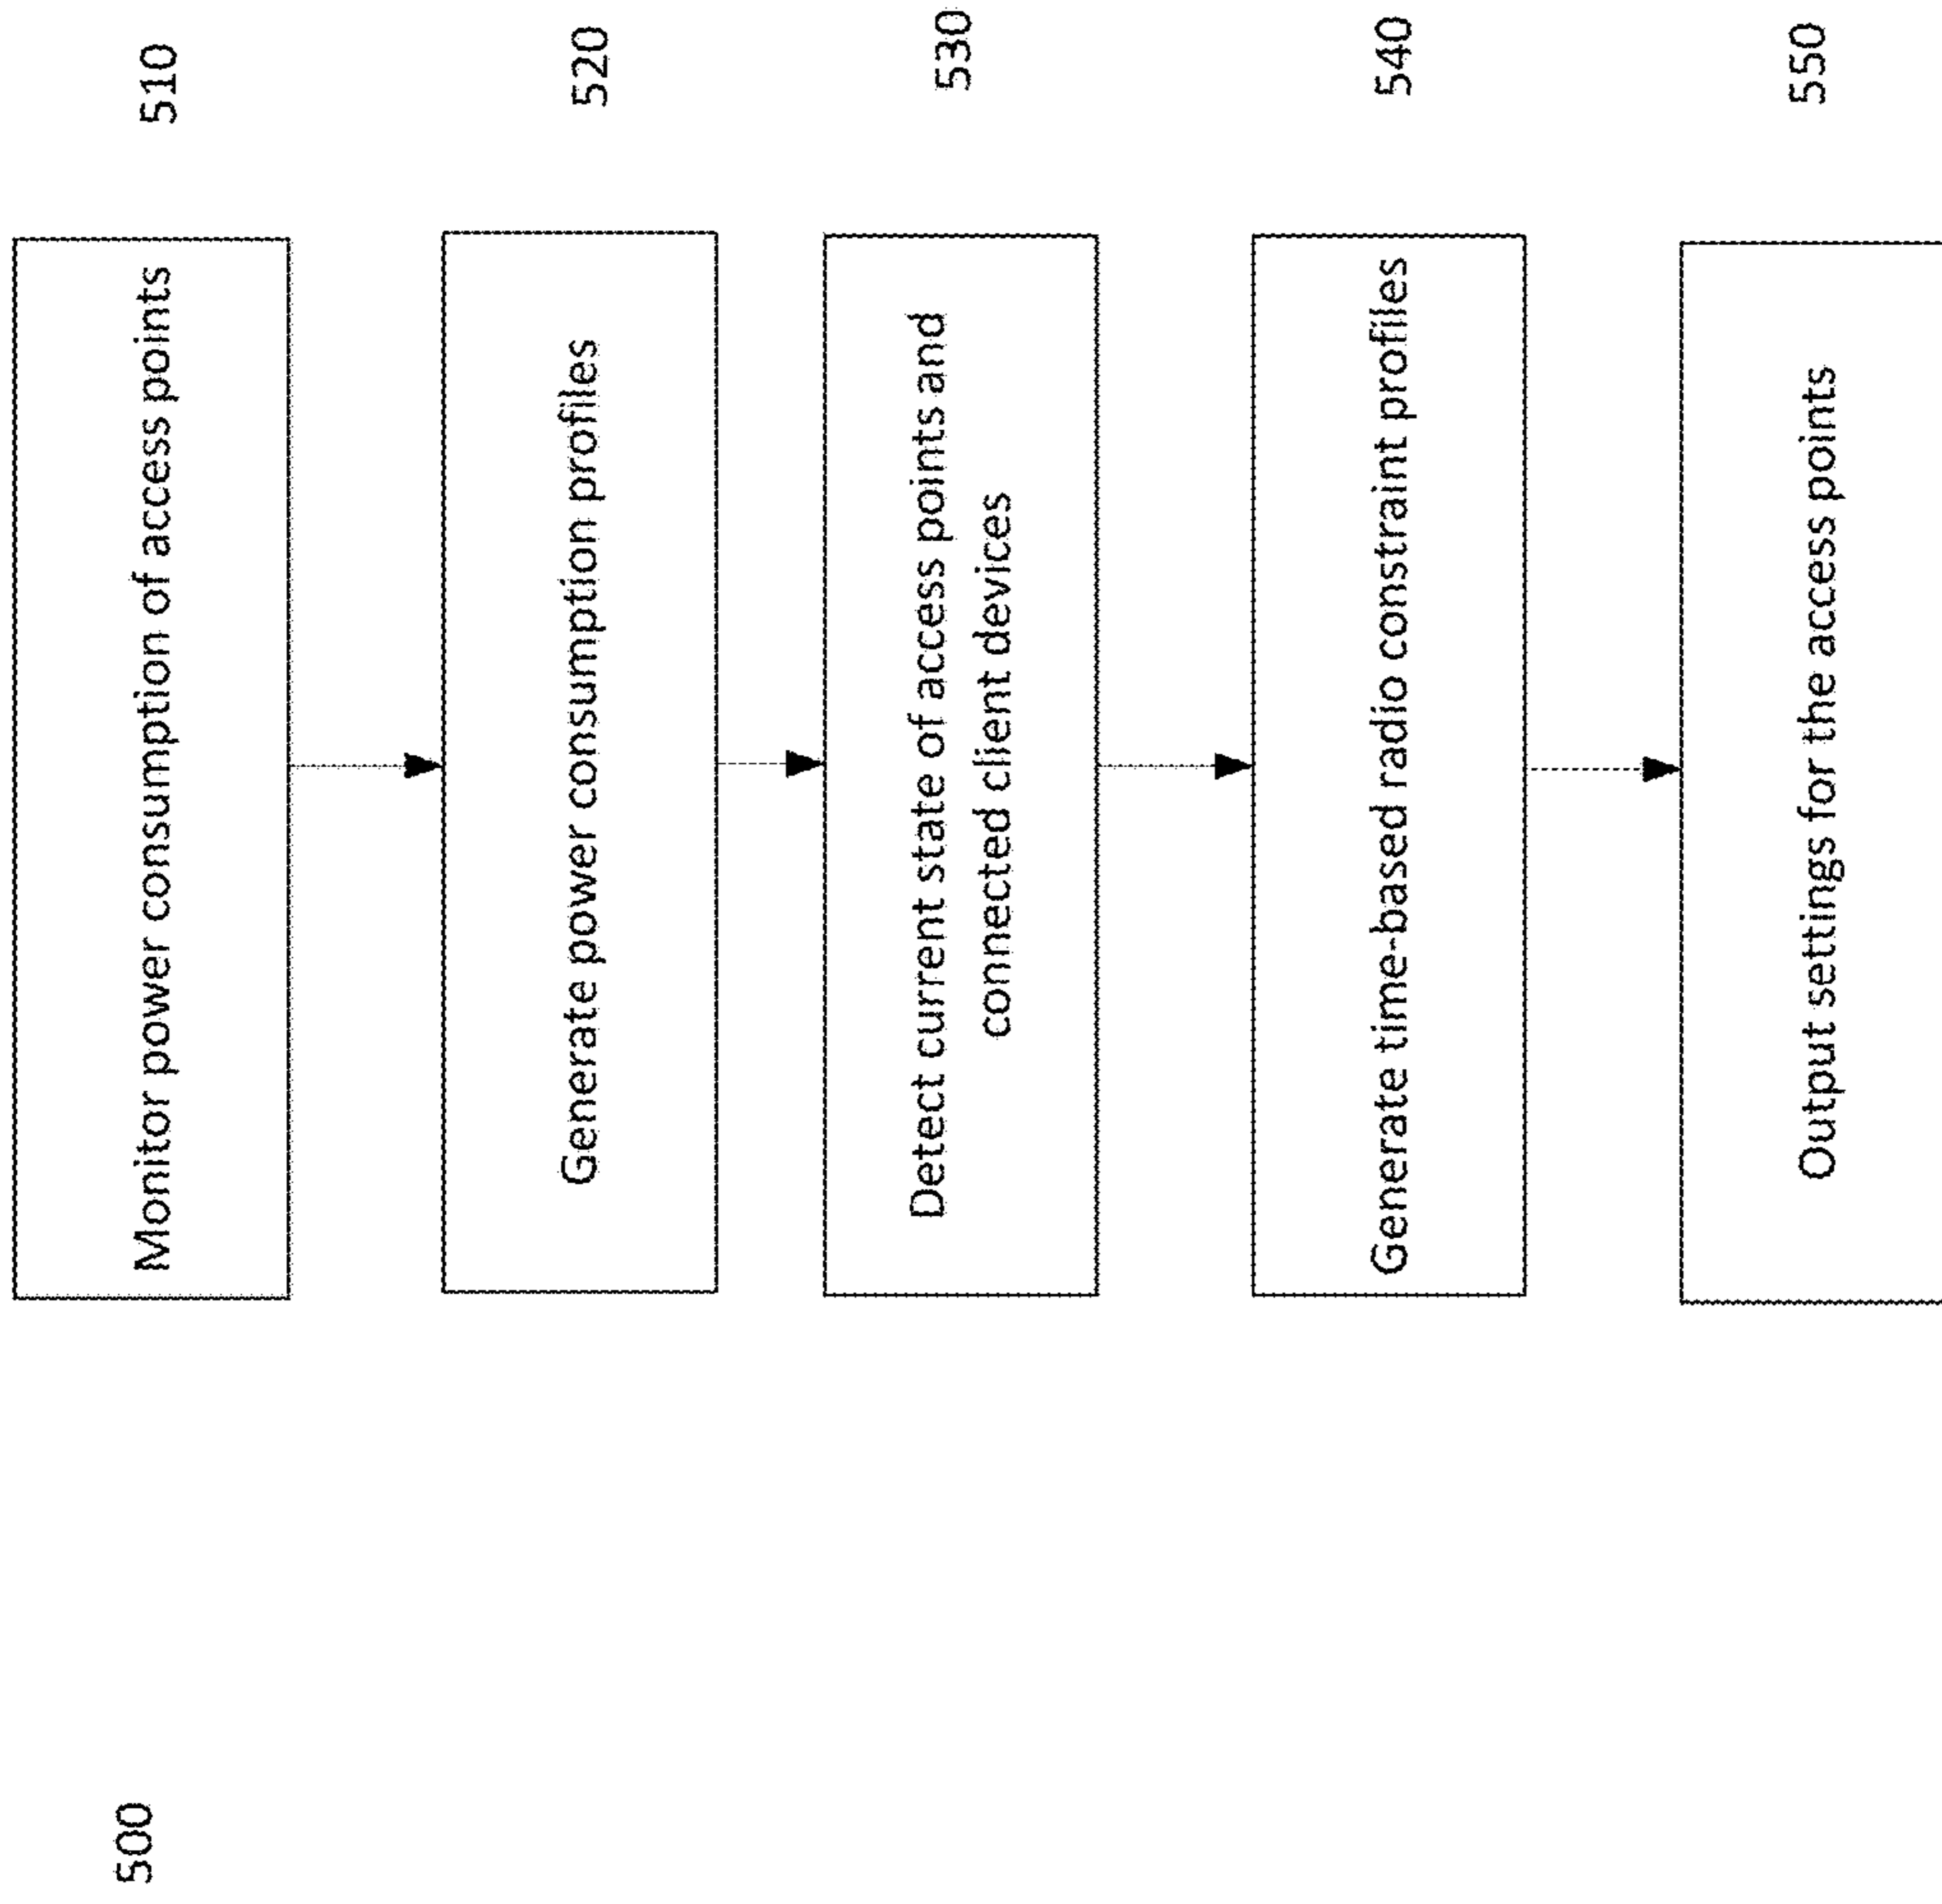 500
Monitor power consumption of access points
510
Generate power consumption profiles
520
Detect current state of access points and
connected client devices
530
Generate time-based radio constraint profiles
540
Output settings for the access points
550